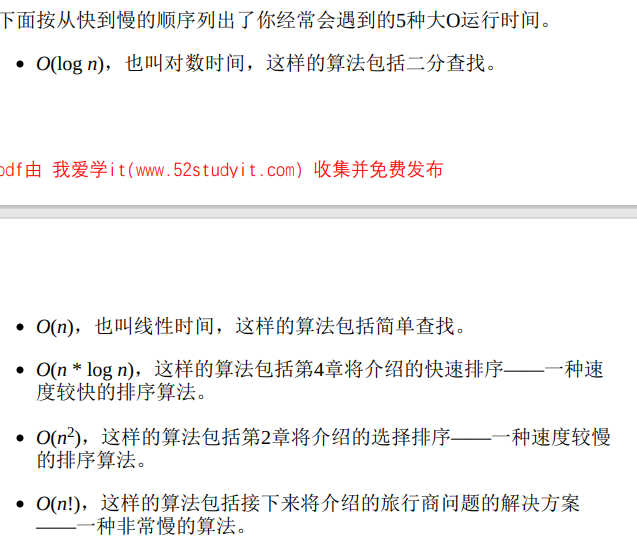 下面按从快到慢的顺序列出了你经常会遇到的5种大O运行时间。
• O(log n)，也叫对数时间，这样的算法包括二分查找。
pdf由 我爱学it(www.52studyit.com) 收集并免费发布
• O(n)，也叫线性时间，这样的算法包括简单查找。
• O(n * log n)，这样的算法包括第4章将介绍的快速排序——一种速
度较快的排序算法。
• O(n²)，这样的算法包括第2章将介绍的选择排序——一种速度较慢
的排序算法。
• O(n!)，这样的算法包括接下来将介绍的旅行商问题的解决方案
——一种非常慢的算法。